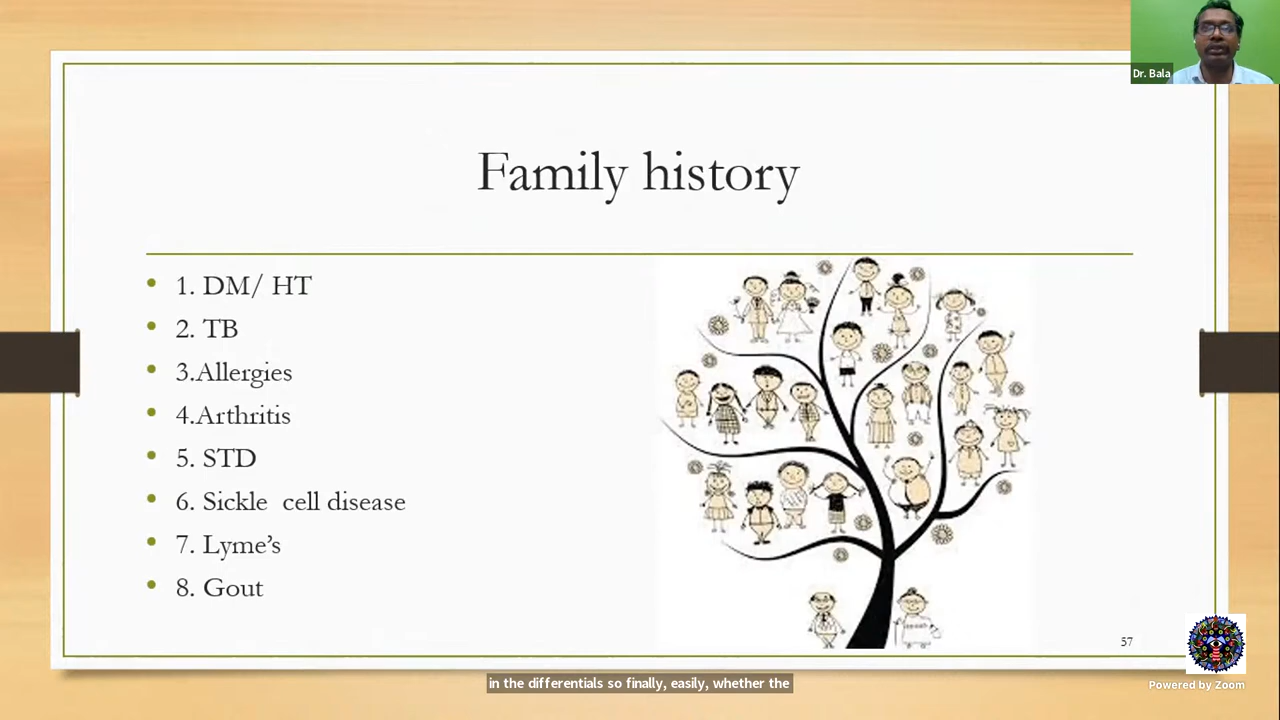 Dr. Bala
Family history
• 1. DM/ HT
• 2. TB
• 3.Allergies
• 4.Arthritis
• 5. STD
• 6. Sickle  cell disease
• 7. Lyme’s
• 8. Gout
57
in the differentials so finally, easily, whether the
Powered by Zoom